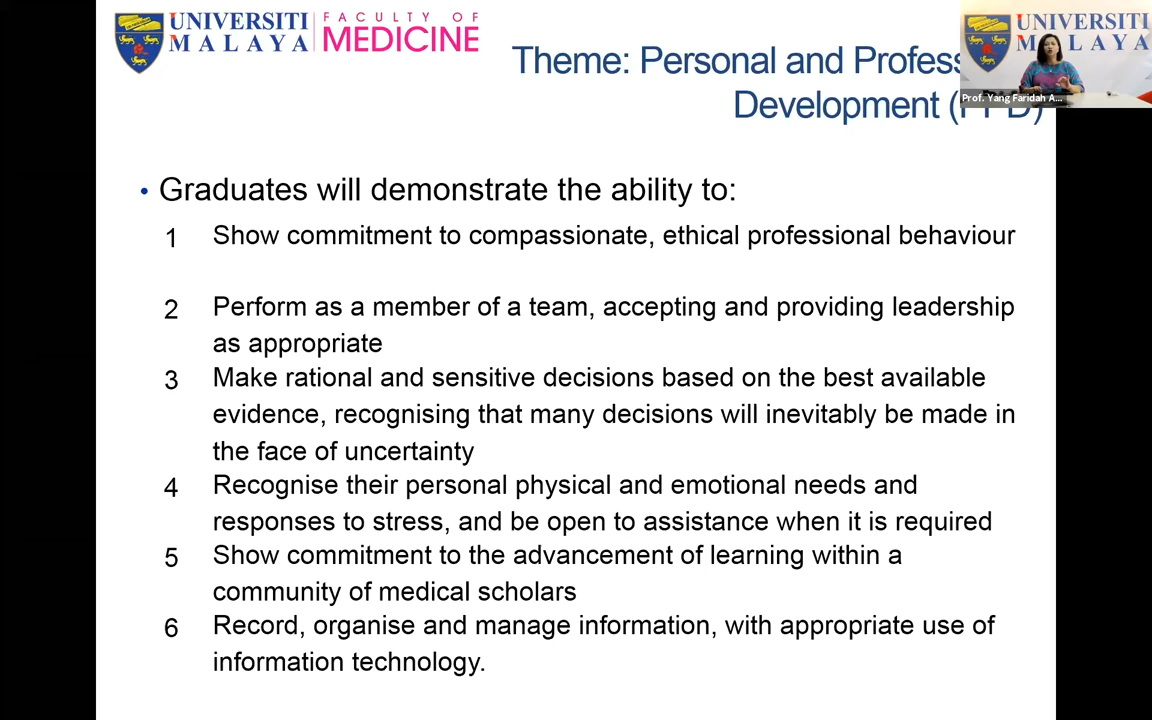 UNIVERSITI
MALAYA
FACULTY OF
MEDICINE
Theme: Personal and Profess
Development (PPD)
UNIVERSITI
MALAYA
Prof. Yang Faridah A...
• Graduates will demonstrate the ability to:
1 Show commitment to compassionate, ethical professional behaviour
2 Perform as a member of a team, accepting and providing leadership
as appropriate
3 Make rational and sensitive decisions based on the best available
evidence, recognising that many decisions will inevitably be made in
the face of uncertainty
4 Recognise their personal physical and emotional needs and
responses to stress, and be open to assistance when it is required
5 Show commitment to the advancement of learning within a
community of medical scholars
6 Record, organise and manage information, with appropriate use of
information technology.